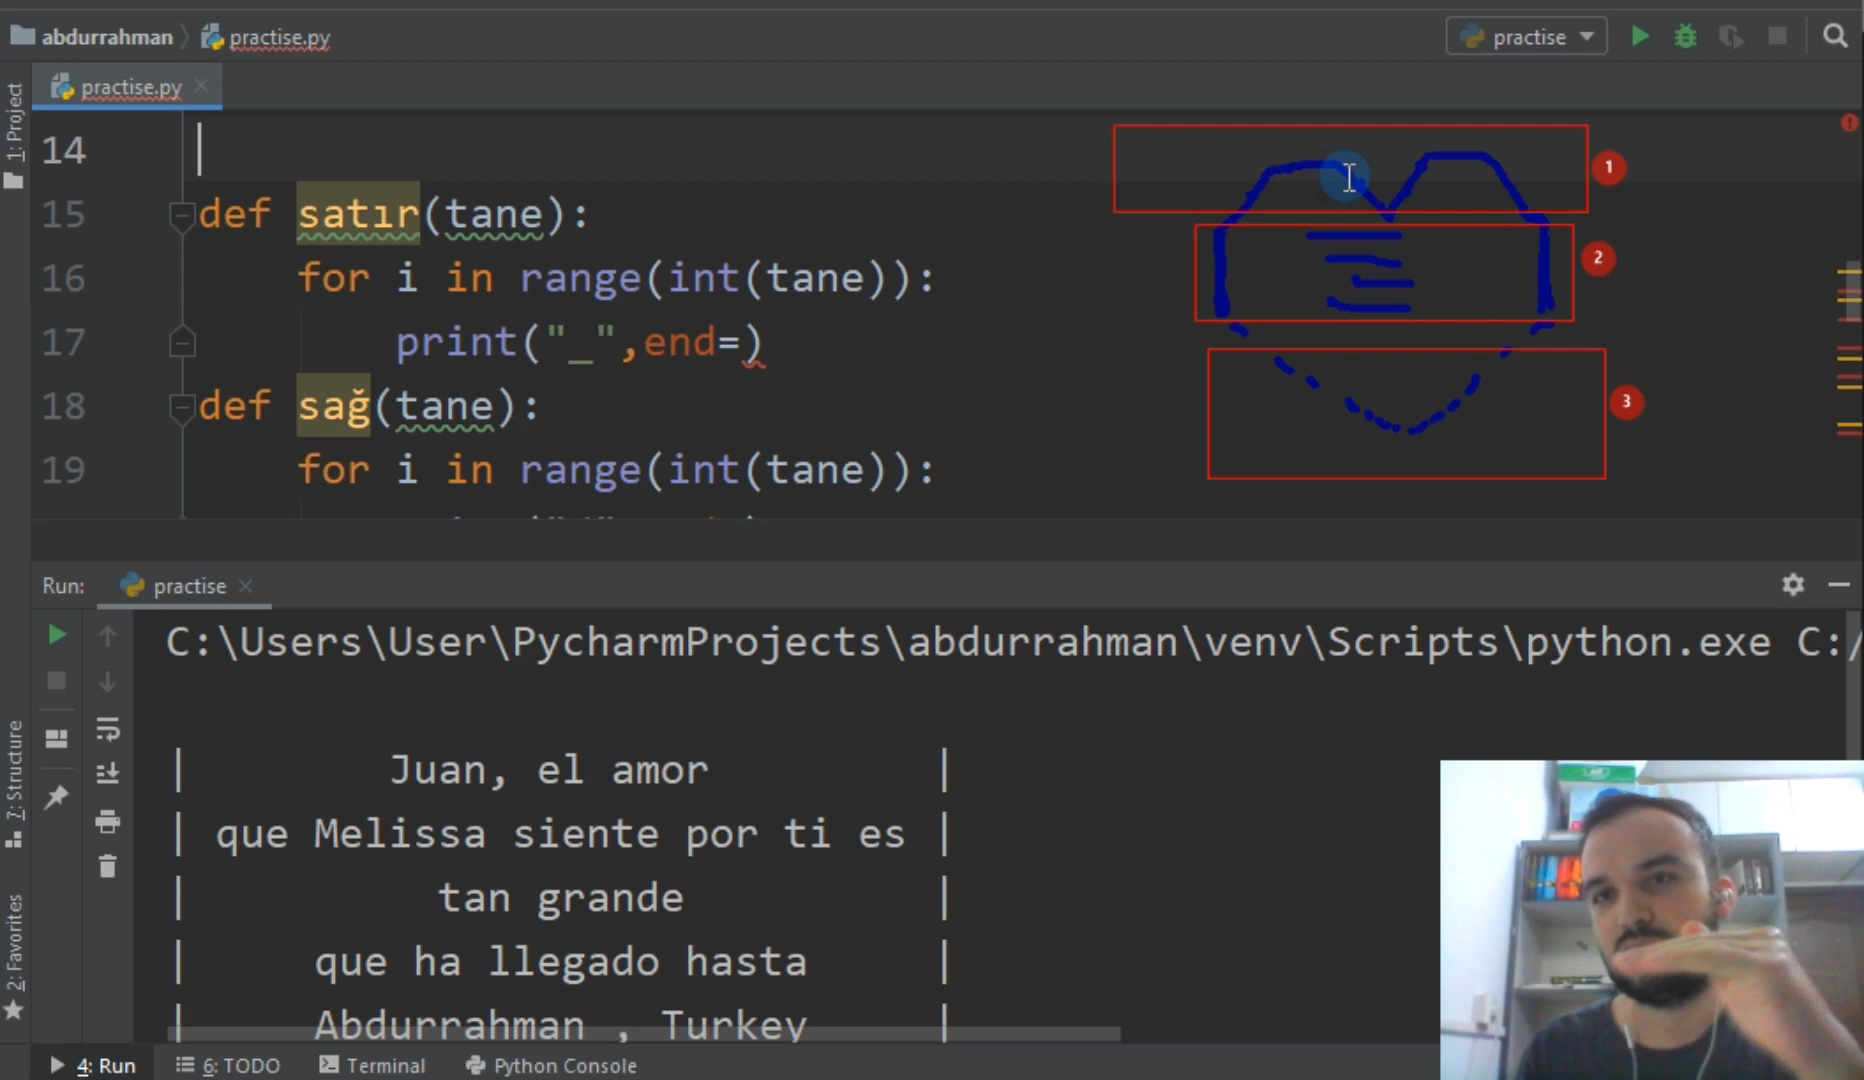 abdurrahman
practise.py
practise
1: Project
practise.py
14
15 def satır(tane):
16 for i in range(int(tane)):
17 print("_",end=)
18 def sağ(tane):
19 for i in range(int(tane)):
1
2
3
Run: practise
C:\Users\User\PycharmProjects\abdurrahman\venv\Scripts\python.exe C:/
| Juan, el amor |
| que Melissa siente por ti es |
| tan grande |
| que ha llegado hasta |
| Abdurrahman , Turkey |
7: Structure
2: Favorites
4: Run
6: TODO
Terminal
Python Console